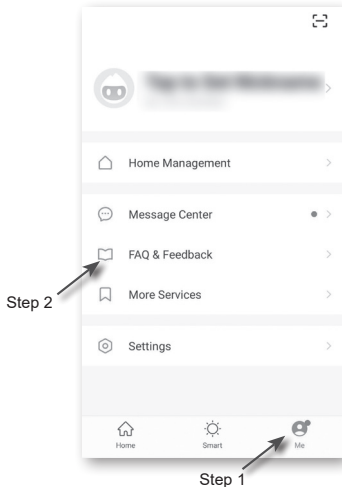 Home Management
Message Center
FAQ & Feedback
Step 2
More Services
Settings
Home Smart Me
Step 1